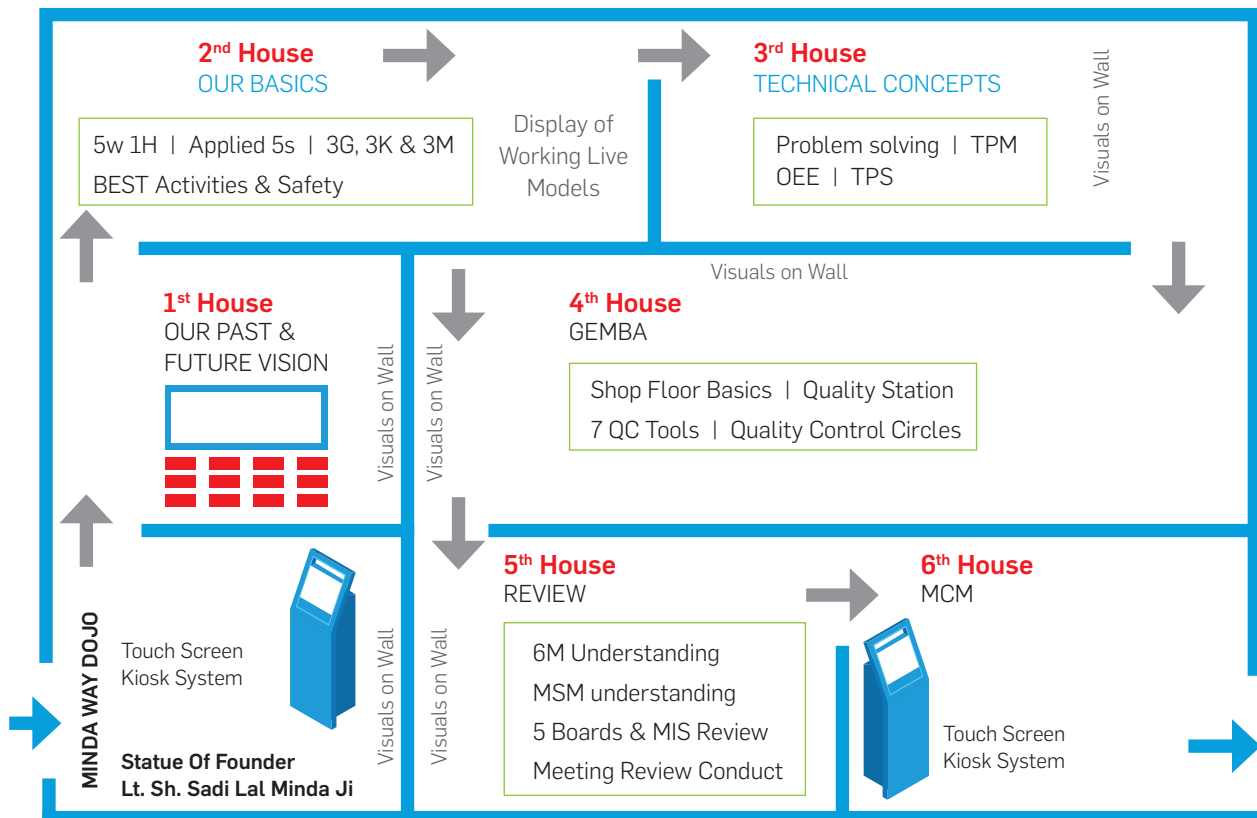 2nd House
OUR BASICS
5w 1H | Applied 5s | 3G, 3K & 3M
BEST Activities & Safety
Display of
Working Live
Models
3rd House
TECHNICAL CONCEPTS
Problem solving | TPM
OEE | TPS
Visuals on Wall
Visuals on Wall
1st House
OUR PAST &
FUTURE VISION
Visuals on Wall
Visuals on Wall
4th House
GEMBA
Shop Floor Basics | Quality Station
7 QC Tools | Quality Control Circles
MINDA WAY DOJO
Touch Screen
Kiosk System
Statue Of Founder
Lt. Sh. Sadi Lal Minda Ji
Visuals on Wall
Visuals on Wall
5th House
REVIEW
6M Understanding
MSM understanding
5 Boards & MIS Review
Meeting Review Conduct
6th House
MCM
Touch Screen
Kiosk System